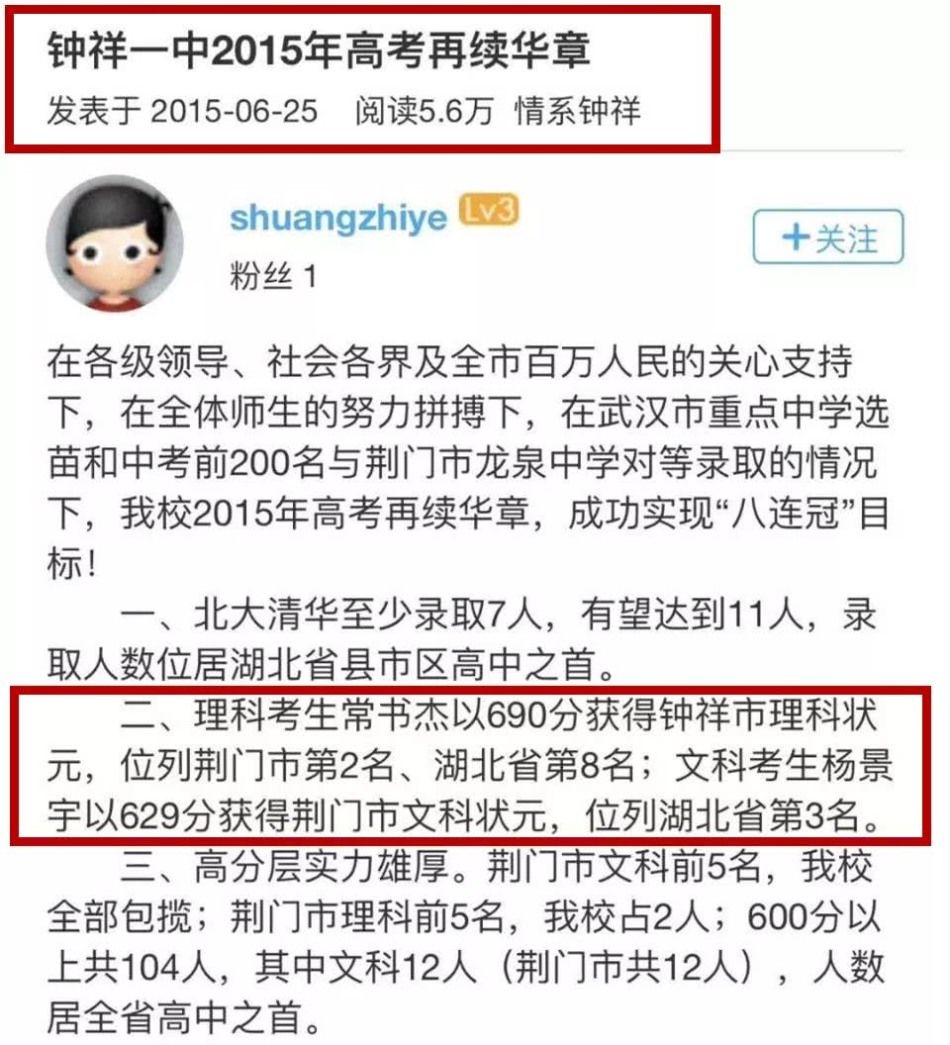 钟祥一中2015年高考再续华章
发表于 2015-06-25 阅读5.6万 情系钟祥
shuangzhiye Lv3
+关注
粉丝 1
在各级领导、社会各界及全市百万人民的关心支持
下，在全体师生的努力拼搏下，在武汉市重点中学选
苗和中考前200名与荆门市龙泉中学对等录取的情况
下，我校2015年高考再续华章，成功实现“八连冠”目
标！
一、北大清华至少录取7人，有望达到11人，录
取人数位居湖北省县市区高中之首。
二、理科考生常书杰以690分获得钟祥市理科状
元，位列荆门市第2名、湖北省第8名；文科考生杨景
宇以629分获得荆门市文科状元，位列湖北省第3名。
三、高分层实力雄厚。荆门市文科前5名，我校
全部包揽；荆门市理科前5名，我校占2人；600分以
上共104人，其中文科12人（荆门市共12人），人数
居全省高中之首。